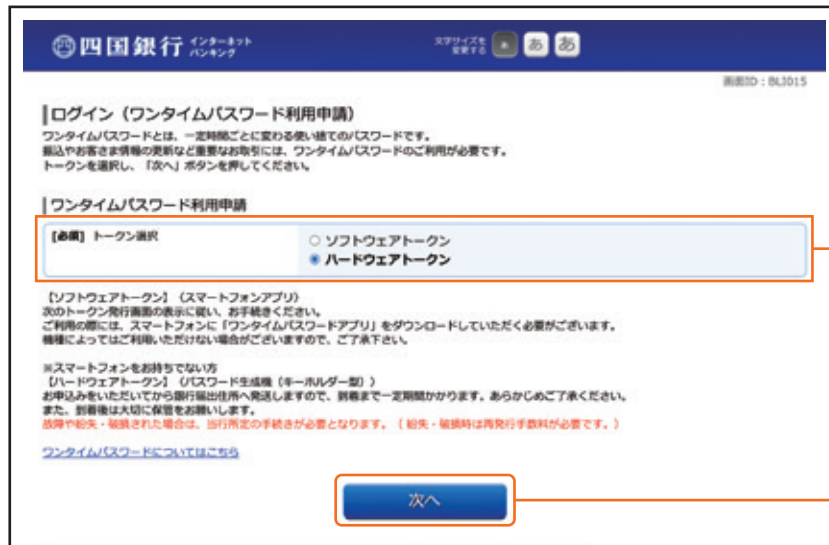 四国銀行 インターネット バンキング
文字サイズを 変更する あ あ あ
画面ID：BLI015
ログイン（ワンタイムパスワード利用申請）
ワンタイムパスワードとは、一定時間ごとに変わる使い捨てのパスワードです。
振込やお客さま情報の更新など重要なお取引には、ワンタイムパスワードのご利用が必要です。
トークンを選択し、「次へ」ボタンを押してください。
ワンタイムパスワード利用申請
[必須] トークン選択
ソフトウェアトークン
ハードウェアトークン
【ソフトウェアトークン】（スマートフォンアプリ）
次のトークン発行画面の表示に従い、お手続きください。
ご利用の際には、スマートフォンに「ワンタイムパスワードアプリ」をダウンロードしていただく必要がございます。
機種によってはご利用いただけない場合がございますので、ご了承下さい。
※スマートフォンをお持ちでない方
【ハードウェアトークン】（パスワード生成機（キーホルダー型））
お申込みをいただいてから銀行届出住所へ発送しますので、到着まで一定期間かかります。あらかじめご了承ください。
また、到着後は大切に保管をお願いします。
故障や紛失・破損された場合は、当行所定の手続きが必要となります。（紛失・破損時は再発行手数料が必要です。）
ワンタイムパスワードについてはこちら
次へ